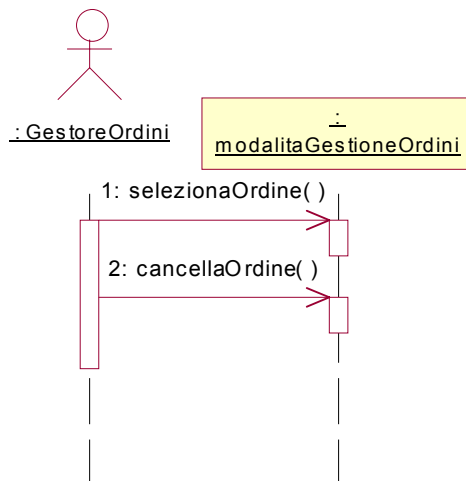 : GestoreOrdini
:
modalitaGestioneOrdini
1: selezionaOrdine( )
2: cancellaOrdine( )